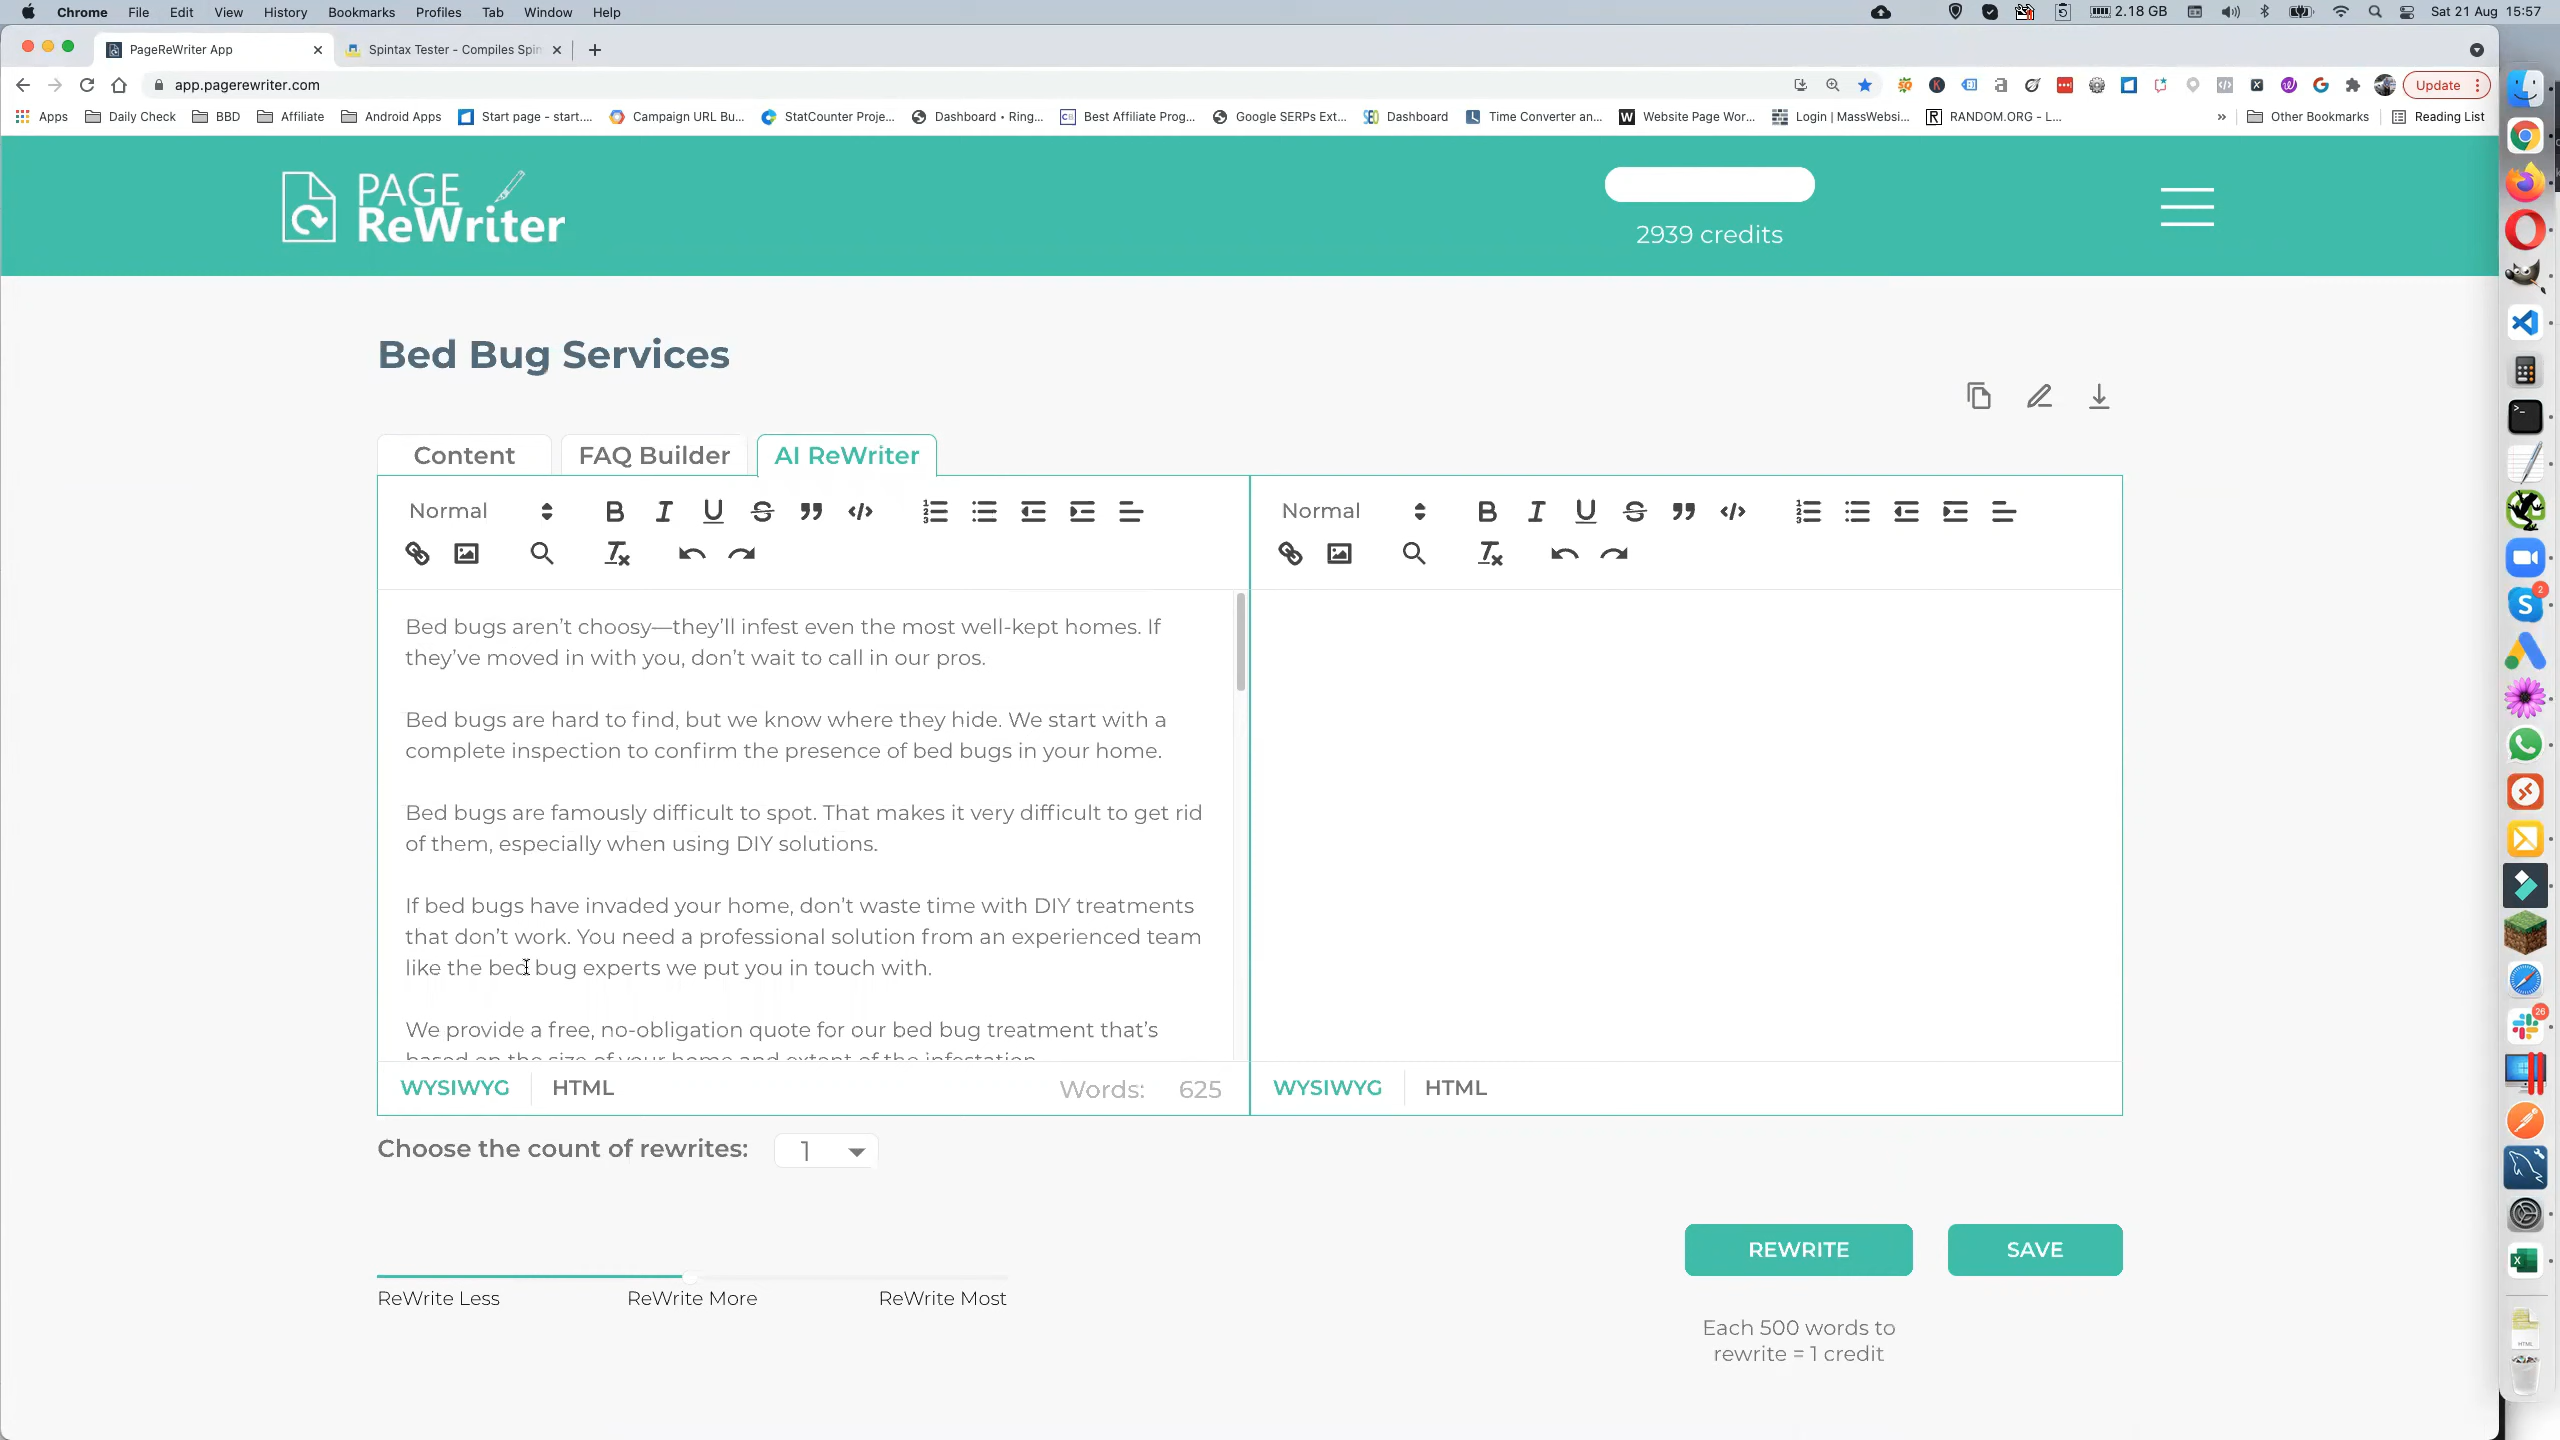 Chrome File Edit View History Bookmarks Profiles Tab Window Help 2.18 GB Sat 21 Aug 15:57
PageReWriter App Spintax Tester - Compiles Spin
app.pagerewriter.com Update
Apps Daily Check BBD Affiliate Android Apps Start page - start.... Campaign URL Bu... StatCounter Proje... Dashboard • Ring... Best Affiliate Prog... Google SERPs Ext... Dashboard Time Converter an... Website Page Wor... Login | MassWebsi... RANDOM.ORG - L... » Other Bookmarks Reading List
PAGE
ReWriter
2939 credits
Bed Bug Services
Content FAQ Builder AI ReWriter
Normal Normal
Bed bugs aren’t choosy—they’ll infest even the most well-kept homes. If
they’ve moved in with you, don’t wait to call in our pros.
Bed bugs are hard to find, but we know where they hide. We start with a
complete inspection to confirm the presence of bed bugs in your home.
Bed bugs are famously difficult to spot. That makes it very difficult to get rid
of them, especially when using DIY solutions.
If bed bugs have invaded your home, don’t waste time with DIY treatments
that don’t work. You need a professional solution from an experienced team
like the bed bug experts we put you in touch with.
We provide a free, no-obligation quote for our bed bug treatment that’s
based on the size of your home and extent of the infestation
WYSIWYG HTML Words: 625 WYSIWYG HTML
Choose the count of rewrites: 1
REWRITE SAVE
ReWrite Less ReWrite More ReWrite Most
Each 500 words to
rewrite = 1 credit